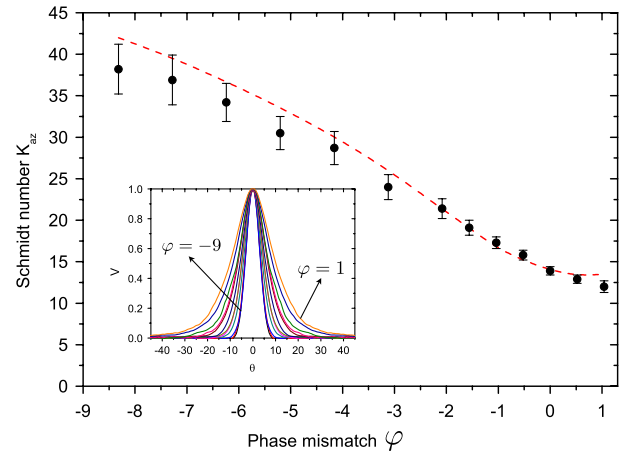 45
40
35
30
25
20
15
10
5
0
Schmidt number K_az
-9 -8 -7 -6 -5 -4 -3 -2 -1 0 1
Phase mismatch φ
1.0
0.8
0.6
0.4
0.2
0.0
V
φ = −9
φ = 1
-40 -30 -20 -10 0 10 20 30 40
θ